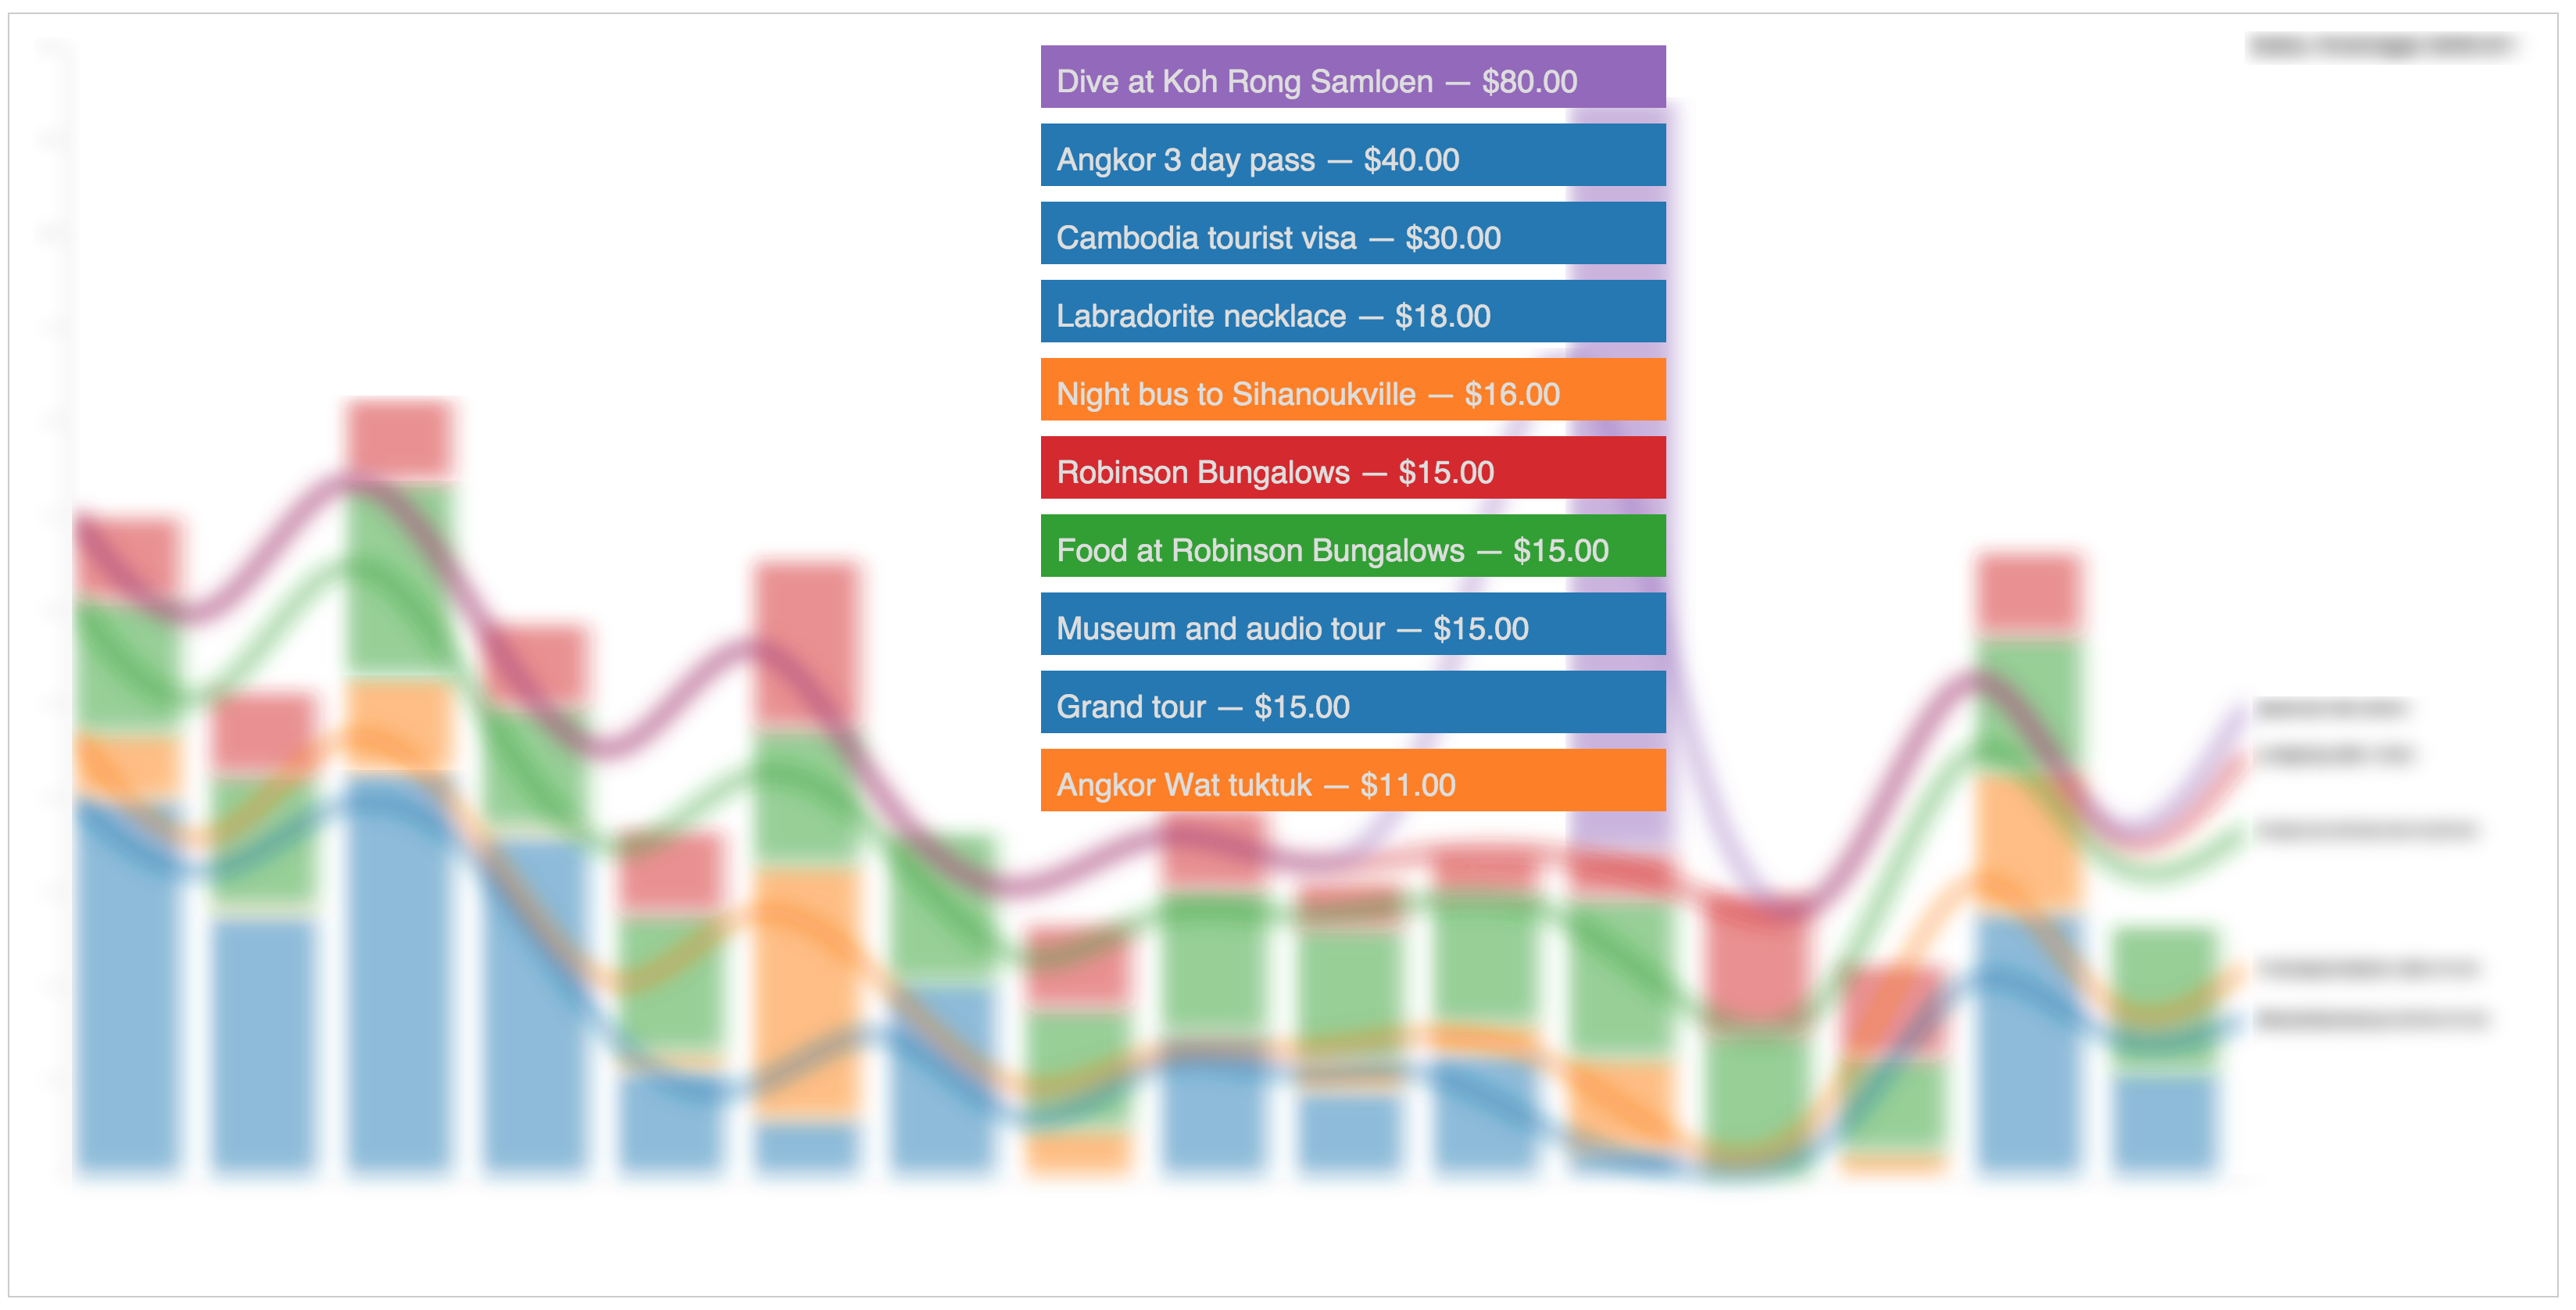 Dive at Koh Rong Samloen — $80.00
Angkor 3 day pass — $40.00
Cambodia tourist visa — $30.00
Labradorite necklace — $18.00
Night bus to Sihanoukville — $16.00
Robinson Bungalows — $15.00
Food at Robinson Bungalows — $15.00
Museum and audio tour — $15.00
Grand tour — $15.00
Angkor Wat tuktuk — $11.00